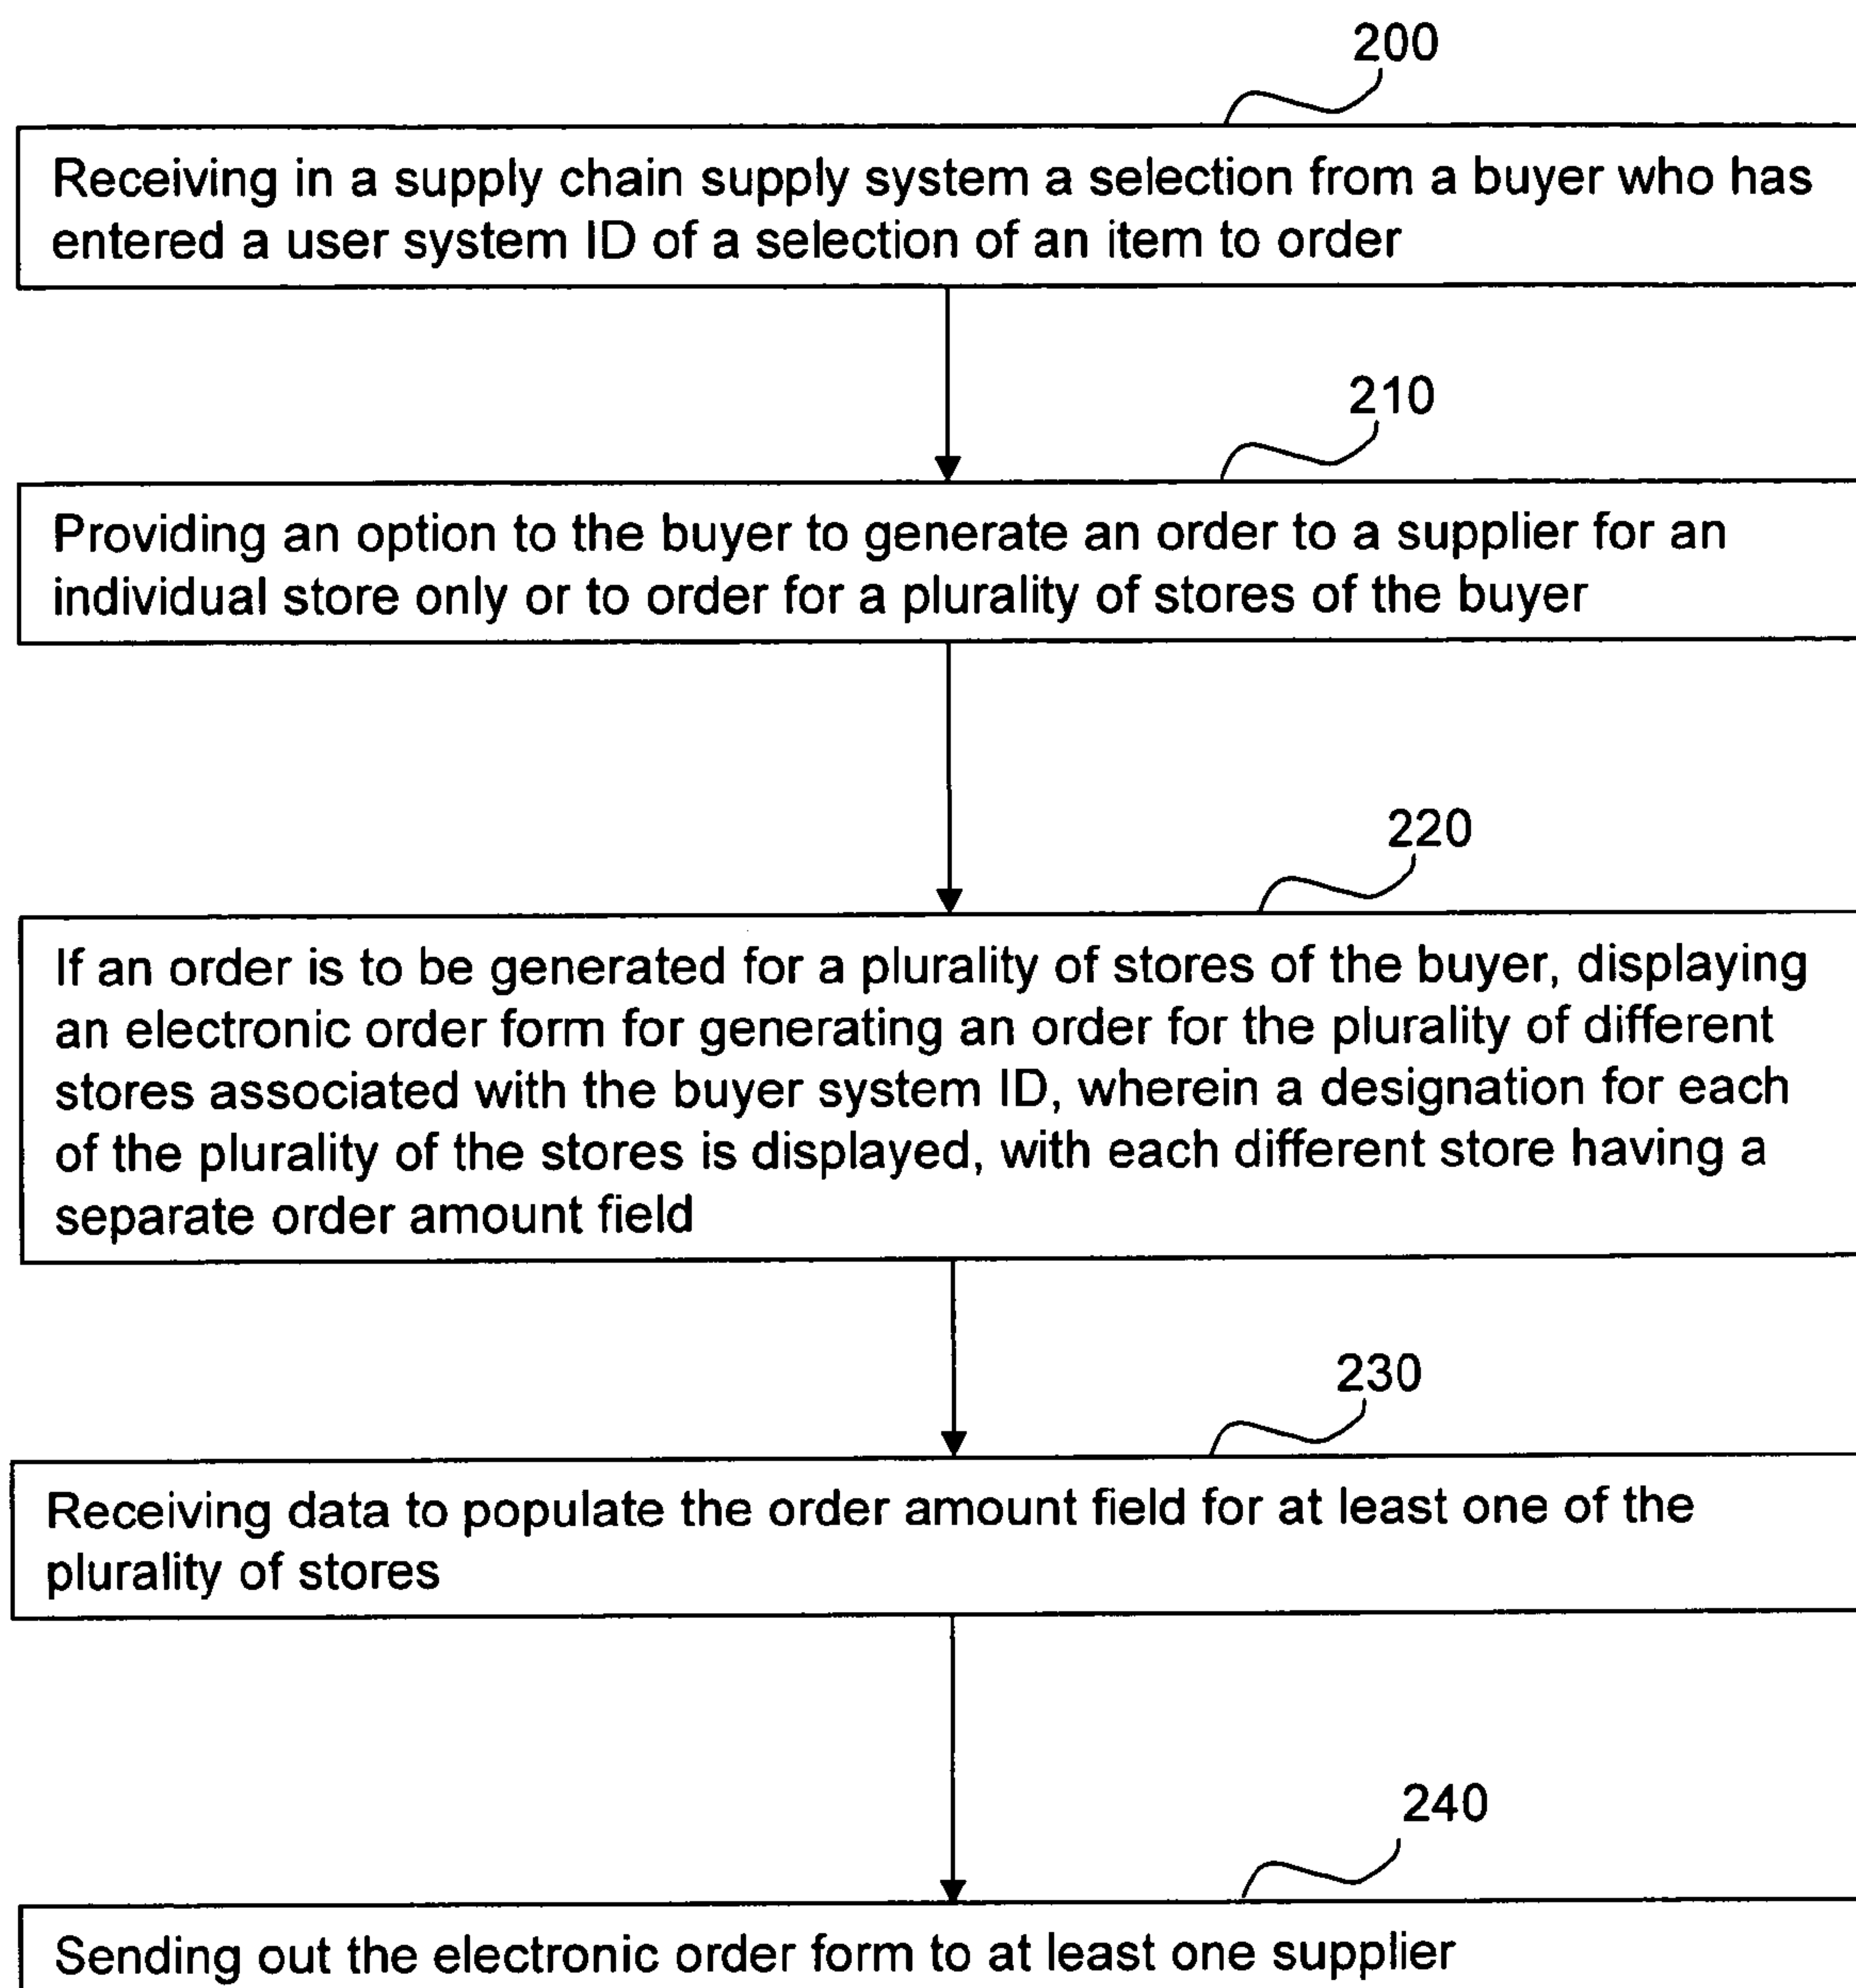 200
Receiving in a supply chain supply system a selection from a buyer who has
entered a user system ID of a selection of an item to order
210
Providing an option to the buyer to generate an order to a supplier for an
individual store only or to order for a plurality of stores of the buyer
220
If an order is to be generated for a plurality of stores of the buyer, displaying
an electronic order form for generating an order for the plurality of different
stores associated with the buyer system ID, wherein a designation for each
of the plurality of the stores is displayed, with each different store having a
separate order amount field
230
Receiving data to populate the order amount field for at least one of the
plurality of stores
240
Sending out the electronic order form to at least one supplier